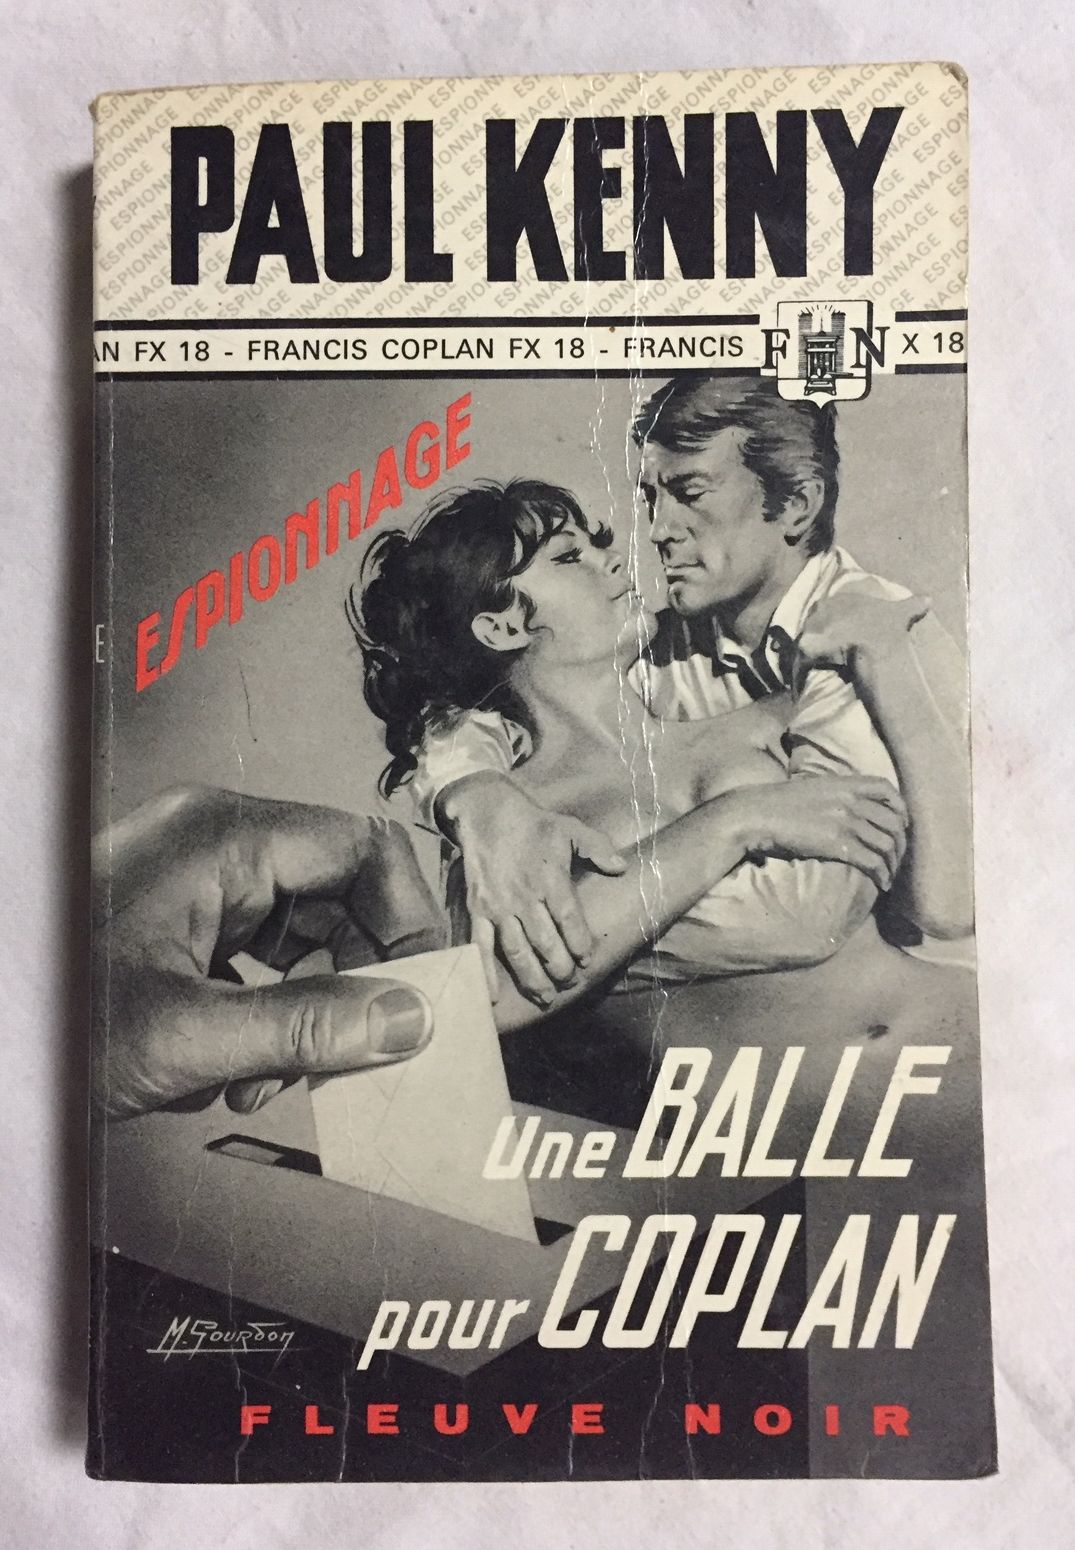 PAUL KENNY
AN FX 18 - FRANCIS COPLAN FX 18 - FRANCIS
F N
X 18
ESPIONNAGE
E
Une BALLE
pour COPLAN
M. Gourdon
FLEUVE NOIR